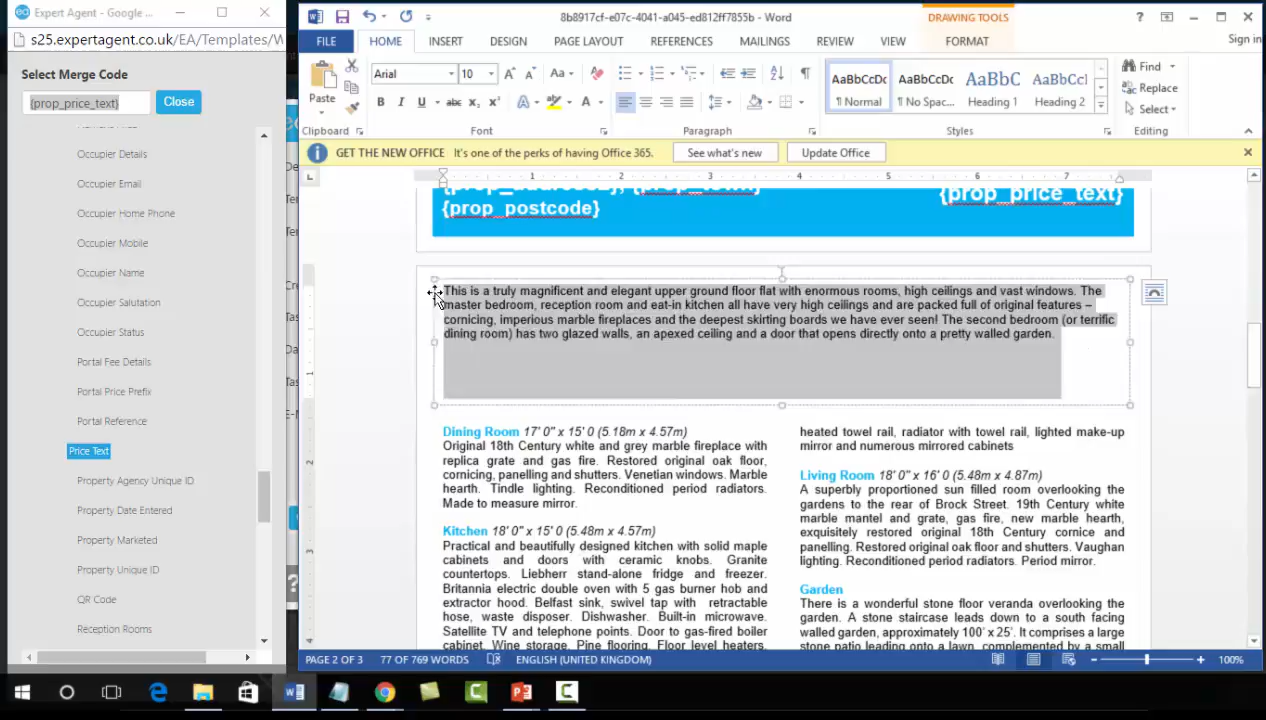 Expert Agent - Google ...
s25.expertagent.co.uk/EA/Templates/W
Select Merge Code
{prop_price_text}
Close
Occupier Details
Occupier Email
Occupier Home Phone
Occupier Mobile
Occupier Name
Occupier Salutation
Occupier Status
Portal Fee Details
Portal Price Prefix
Portal Reference
Price Text
Property Agency Unique ID
Property Date Entered
Property Marketed
Property Unique ID
QR Code
Reception Rooms
8b8917cf-e07c-4041-a045-ed812ff7855b - Word
DRAWING TOOLS
FILE HOME INSERT DESIGN PAGE LAYOUT REFERENCES MAILINGS REVIEW VIEW FORMAT
Sign in
Paste
Clipboard
Arial 10
Font
Paragraph
AaBbCcDc AaBbCcDc AaBbC AaBbCcI
¶ Normal ¶ No Spac... Heading 1 Heading 2
Styles
Find
Replace
Select
Editing
GET THE NEW OFFICE It's one of the perks of having Office 365. See what's new Update Office
{prop_postcode}
{prop_price_text}
This is a truly magnificent and elegant upper ground floor flat with enormous rooms, high ceilings and vast windows. The
master bedroom, reception room and eat-in kitchen all have very high ceilings and are packed full of original features –
cornicing, imperious marble fireplaces and the deepest skirting boards we have ever seen! The second bedroom (or terrific
dining room) has two glazed walls, an apexed ceiling and a door that opens directly onto a pretty walled garden.
Dining Room 17' 0" x 15' 0 (5.18m x 4.57m)
Original 18th Century white and grey marble fireplace with
replica grate and gas fire. Restored original oak floor,
cornicing, panelling and shutters. Venetian windows. Marble
hearth. Tindle lighting. Reconditioned period radiators.
Made to measure mirror.
Kitchen 18' 0" x 15' 0 (5.48m x 4.57m)
Practical and beautifully designed kitchen with solid maple
cabinets and doors with ceramic knobs. Granite
countertops. Liebherr stand-alone fridge and freezer.
Britannia electric double oven with 5 gas burner hob and
extractor hood. Belfast sink, swivel tap with retractable
hose, waste disposer. Dishwasher. Built-in microwave.
Satellite TV and telephone points. Door to gas-fired boiler
cabinet. Wine storage. Pine flooring. Floor level heaters.
heated towel rail, radiator with towel rail, lighted make-up
mirror and numerous mirrored cabinets
Living Room 18' 0" x 16' 0 (5.48m x 4.87m)
A superbly proportioned sun filled room overlooking the
gardens to the rear of Brock Street. 19th Century white
marble mantel and grate, gas fire, new marble hearth,
exquisitely restored original 18th Century cornice and
panelling. Restored original oak floor and shutters. Vaughan
lighting. Reconditioned period radiators. Period mirror.
Garden
There is a wonderful stone floor veranda overlooking the
garden. A stone staircase leads down to a south facing
walled garden, approximately 100' x 25'. It comprises a large
stone patio leading onto a lawn, complemented by a small
PAGE 2 OF 3 77 OF 769 WORDS ENGLISH (UNITED KINGDOM) 100%